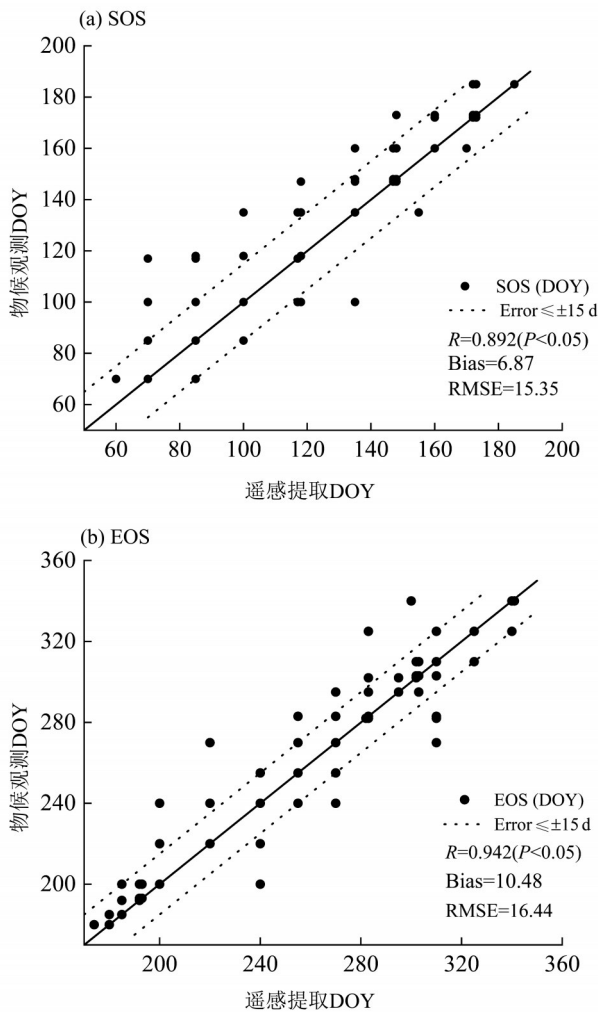 (a) SOS
200
180
160
140
120
100
80
60
物候观测DOY
SOS (DOY)
Error⩽±15 d
R=0.892(P<0.05)
Bias=6.87
RMSE=15.35
60 80 100 120 140 160 180 200
遥感提取DOY
(b) EOS
360
320
280
240
200
物候观测DOY
EOS (DOY)
Error⩽±15 d
R=0.942(P<0.05)
Bias=10.48
RMSE=16.44
200 240 280 320 360
遥感提取DOY